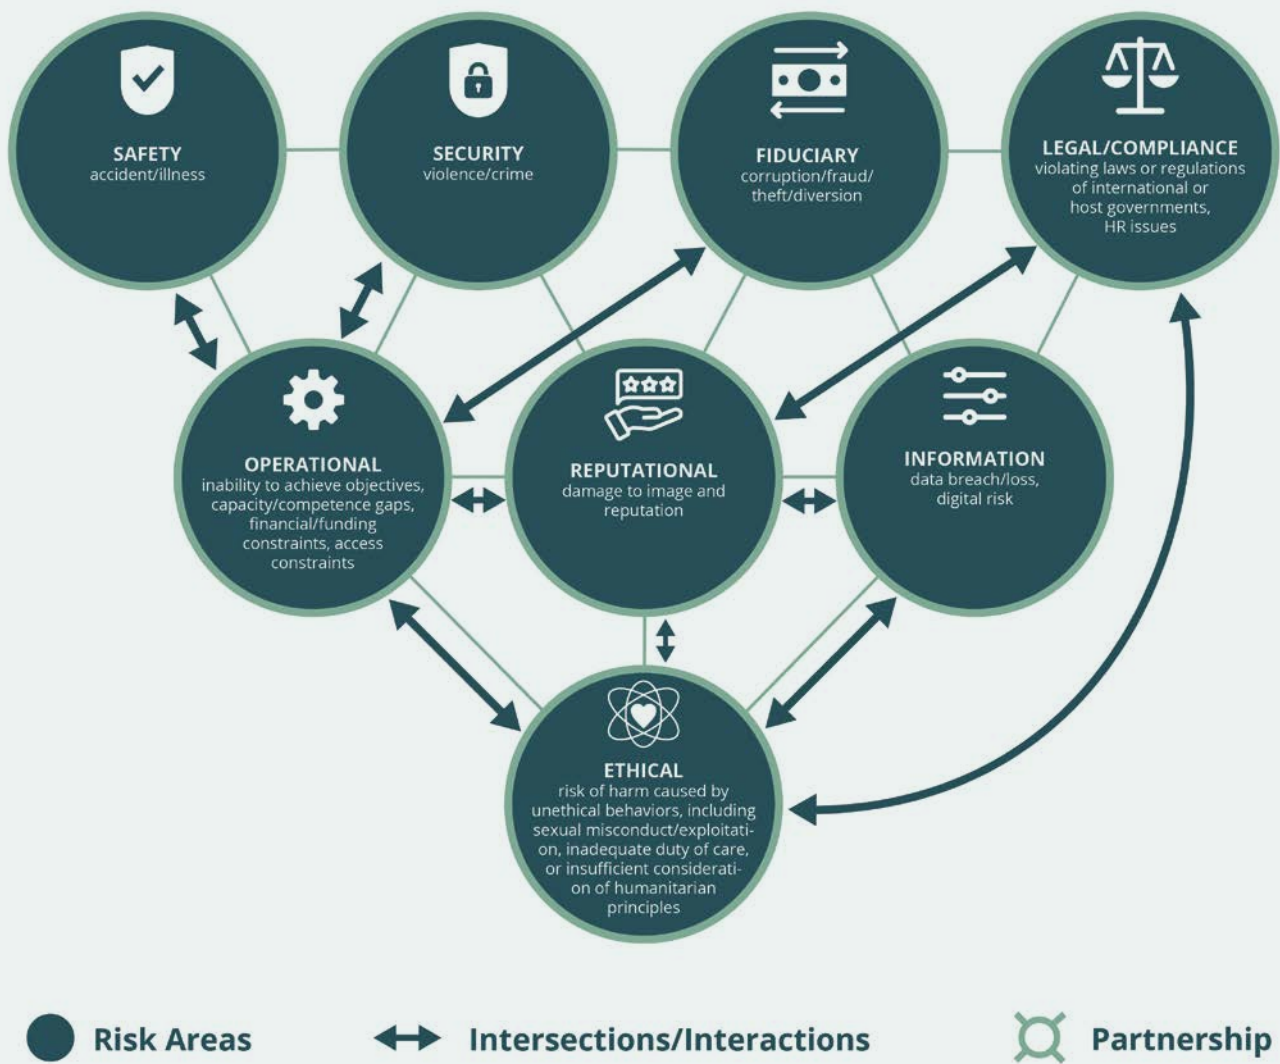 SAFETY
accident/illness
SECURITY
violence/crime
FIDUCIARY
corruption/fraud/
theft/diversion
LEGAL/COMPLIANCE
violating laws or regulations
of international or
host governments,
HR issues
OPERATIONAL
inability to achieve objectives,
capacity/competence gaps,
financial/funding
constraints, access
constraints
REPUTATIONAL
damage to image and
reputation
INFORMATION
data breach/loss,
digital risk
ETHICAL
risk of harm caused by
unethical behaviors, including
sexual misconduct/exploitati-
on, inadequate duty of care,
or insufficient considerati-
on of humanitarian
principles
Risk Areas
Intersections/Interactions
Partnership